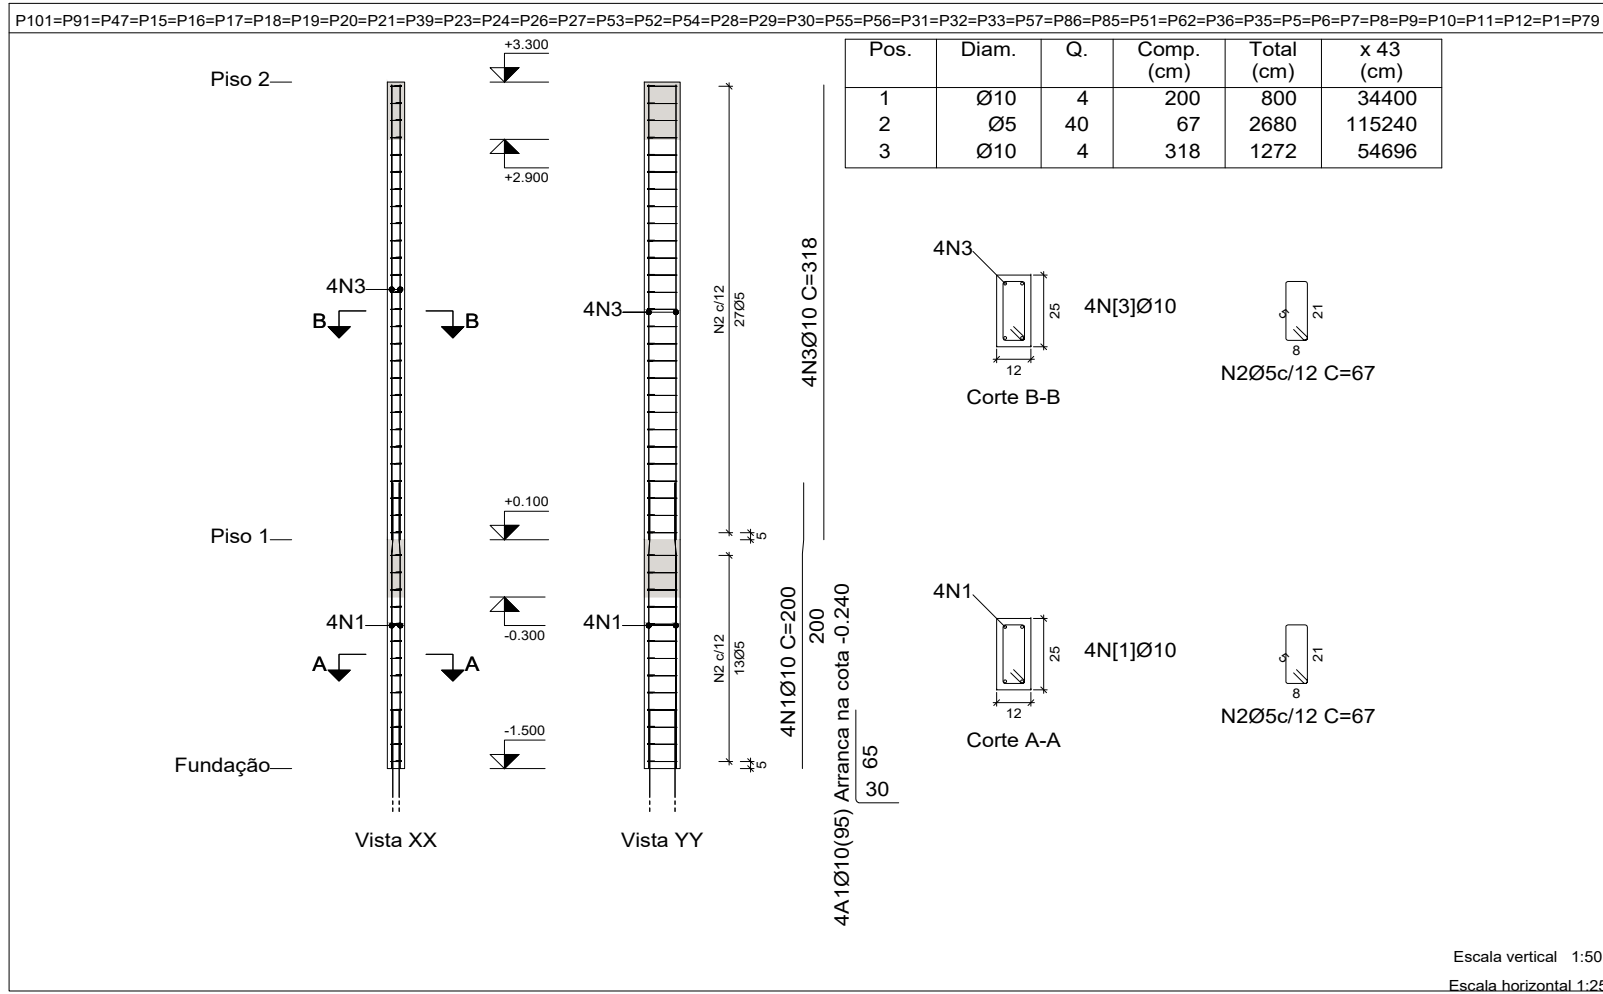 P101=P91=P47=P15=P16=P17=P18=P19=P20=P21=P39=P23=P24=P26=P27=P53=P52=P54=P28=P29=P30=P55=P56=P31=P32=P33=P57=P86=P85=P51=P62=P36=P35=P5=P6=P7=P8=P9=P10=P11=P12=P1=P79
Pos. Diam. Q. Comp. (cm) Total (cm) x 43 (cm)
1 Ø10 4 200 800 34400
2 Ø5 40 67 2680 115240
3 Ø10 4 318 1272 54696
Piso 2
+3.300
+2.900
4N3
B B
4N3
N2 c/12
27Ø5
4N3Ø10 C=318
4N3
25
12
4N[3]Ø10
Corte B-B
5
21
8
N2Ø5c/12 C=67
Piso 1
+0.100
5
4N1
-0.300
4N1
A A
N2 c/12
13Ø5
4N1Ø10 C=200
200
4N1
25
12
4N[1]Ø10
Corte A-A
5
21
8
N2Ø5c/12 C=67
Fundação
-1.500
5
4A1Ø10(95) Arranca na cota -0.240
65
30
Vista XX
Vista YY
Escala vertical 1:50
Escala horizontal 1:25